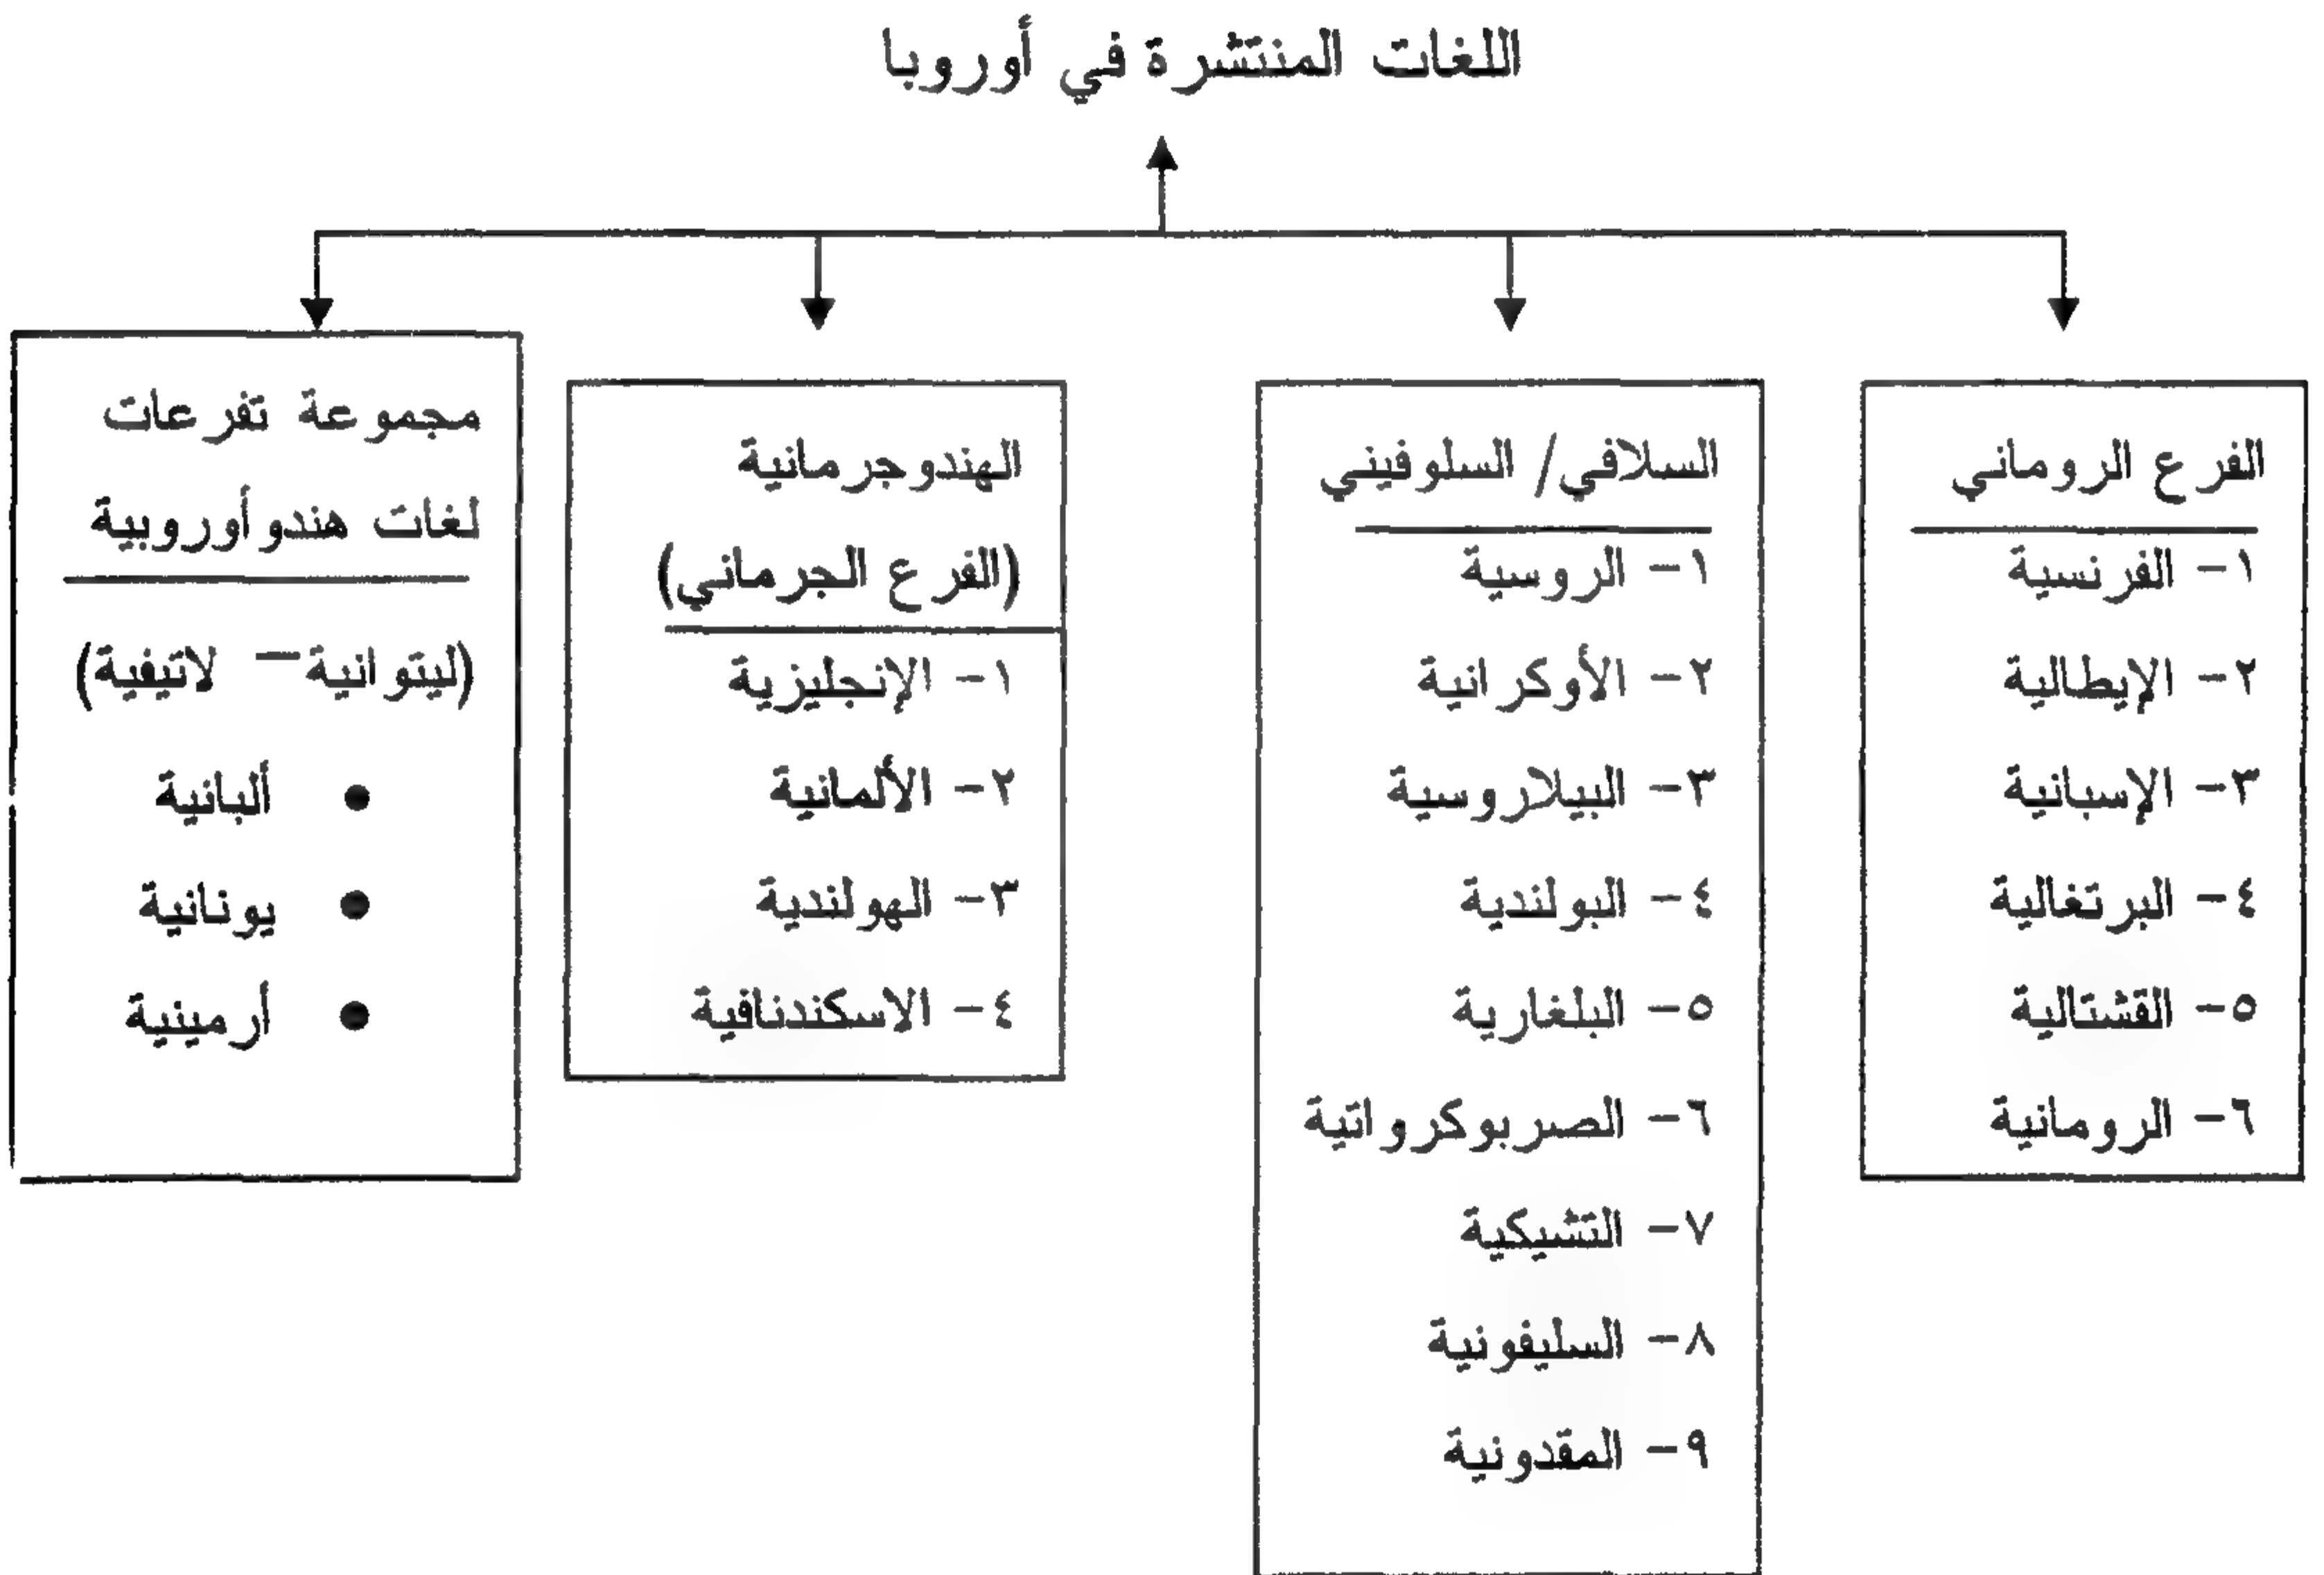 اللغات المنتشرة في أوروبا
الفرع الروماني
١- الفرنسية
٢- الإيطالية
٣- الإسبانية
٤- البرتغالية
٥- القشتالية
٦- الرومانية
السلافي/ السلوفيني
١- الروسية
٢- الأوكرانية
٣- البيلاروسية
٤- البولندية
٥- البلغارية
٦- الصربوكرواتية
٧- التشيكية
٨- السليفونية
٩- المقدونية
الهندوجرمانية
(الفرع الجرماني)
١- الإنجليزية
٢- الألمانية
٣- الهولندية
٤- الاسكندنافية
مجموعة تفرعات
لغات هندوأوروبية
(ليتوانية – لاتيفية)
• ألبانية
• يونانية
• أرمينية